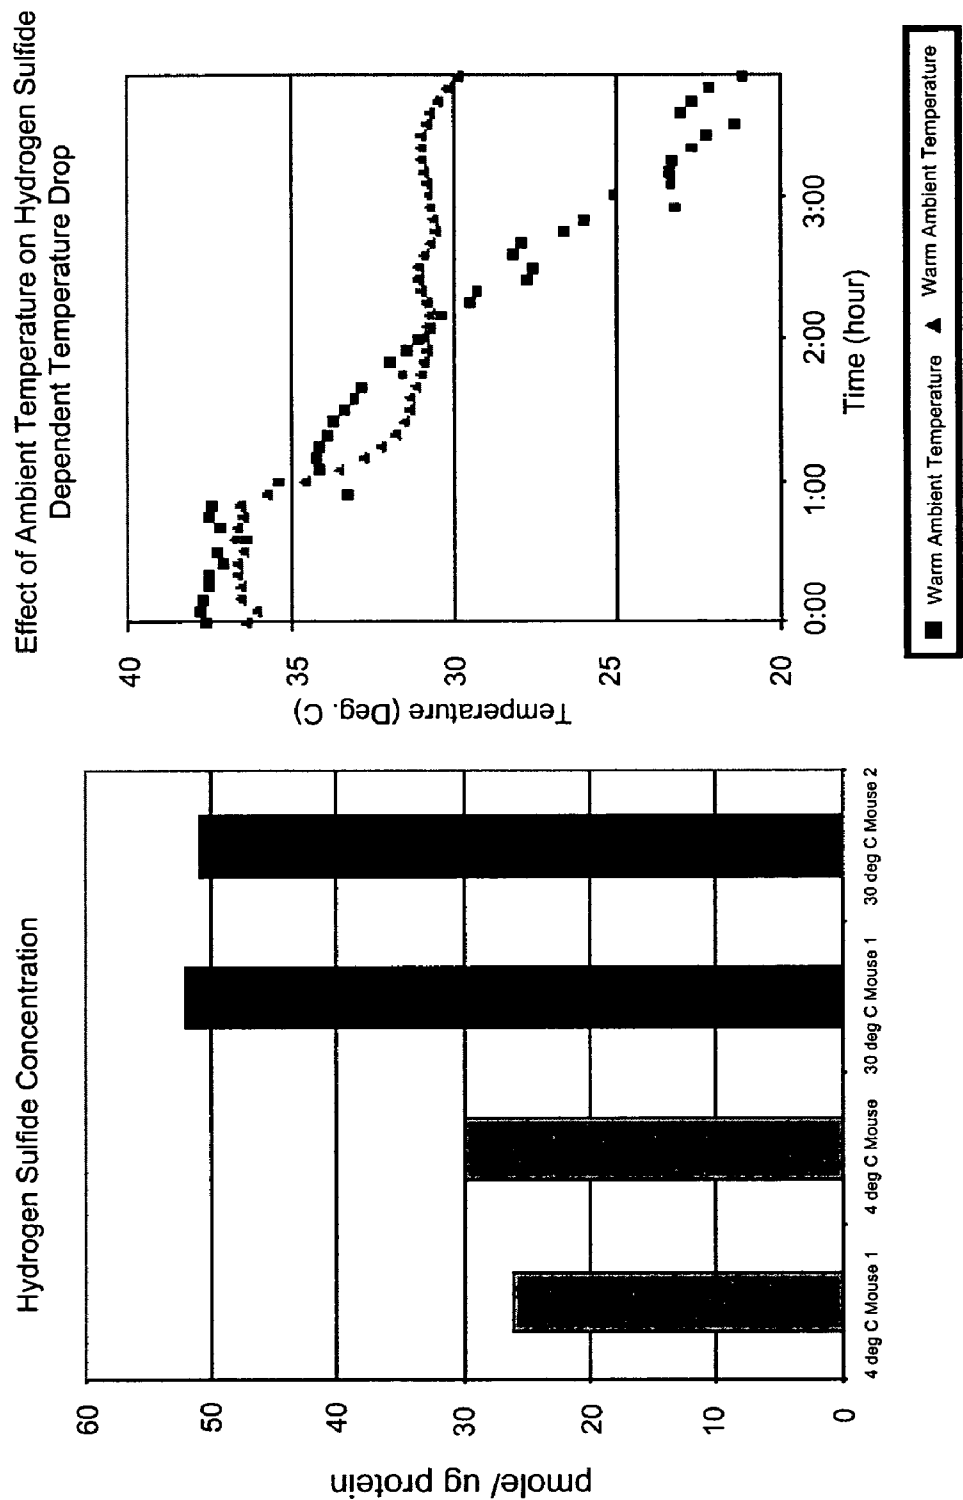 Hydrogen Sulfide Concentration
60
50
40
30
20
10
0
pmole/ ug protein
4 deg C Mouse 1
4 deg C Mouse
30 deg C Mouse 1
30 deg C Mouse 2
Effect of Ambient Temperature on Hydrogen Sulfide
Dependent Temperature Drop
40
35
30
25
20
Temperature (Deg. C)
0:00
1:00
2:00
3:00
Time (hour)
Warm Ambient Temperature
Warm Ambient Temperature